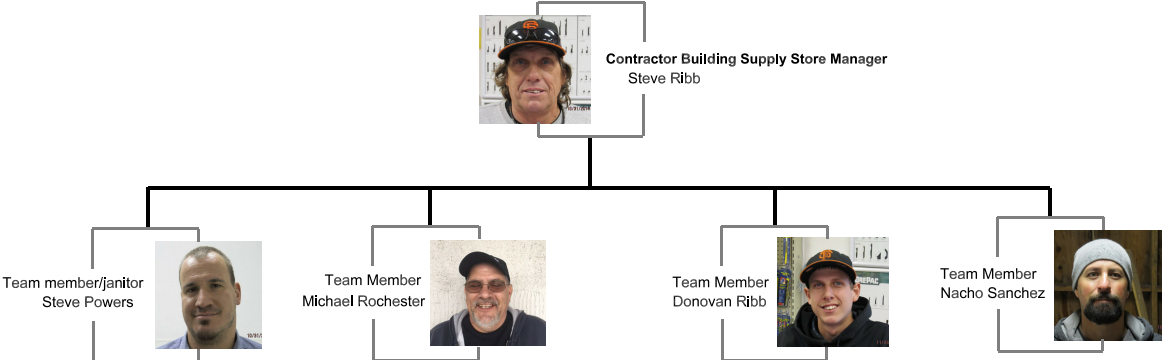 Contractor Building Supply Store Manager
Steve Ribb
Team member/janitor
Steve Powers
Team Member
Michael Rochester
Team Member
Donovan Ribb
Team Member
Nacho Sanchez